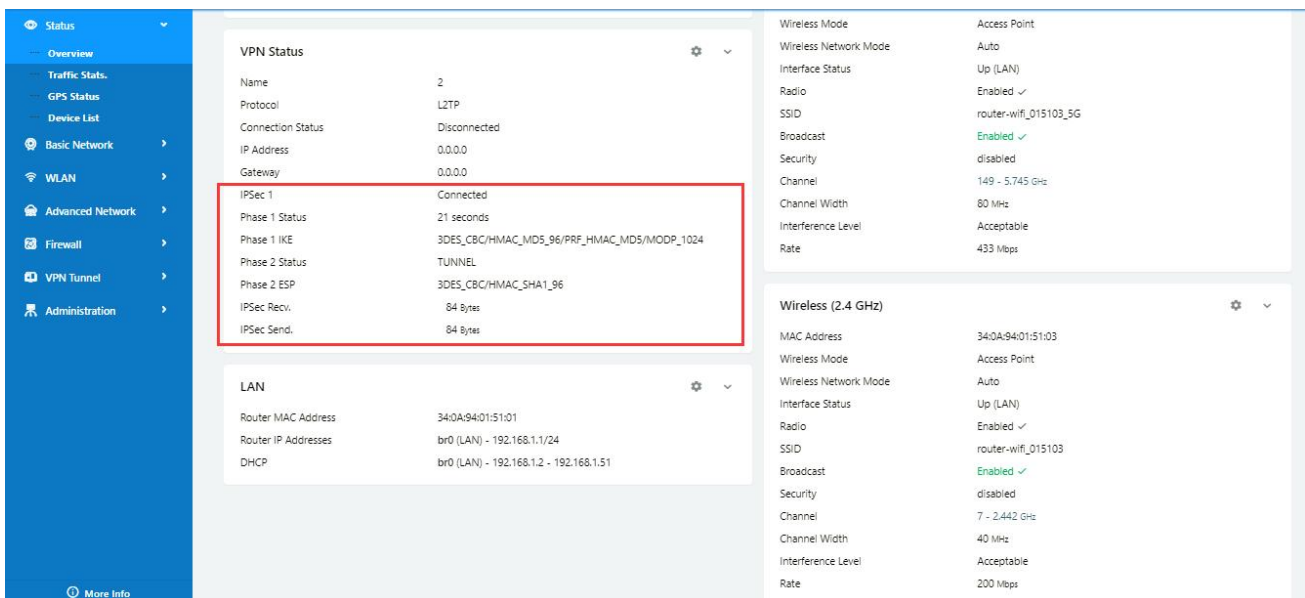 Status
Overview
Traffic Stats.
GPS Status
Device List
Basic Network
WLAN
Advanced Network
Firewall
VPN Tunnel
Administration
More Info
VPN Status
Name 2
Protocol L2TP
Connection Status Disconnected
IP Address 0.0.0.0
Gateway 0.0.0.0
IPSec 1 Connected
Phase 1 Status 21 seconds
Phase 1 IKE 3DES_CBC/HMAC_MD5_96/PRF_HMAC_MD5/MODP_1024
Phase 2 Status TUNNEL
Phase 2 ESP 3DES_CBC/HMAC_SHA1_96
IPSec Recv. 84 Bytes
IPSec Send. 84 Bytes
LAN
Router MAC Address 34:0A:94:01:51:01
Router IP Addresses br0 (LAN) - 192.168.1.1/24
DHCP br0 (LAN) - 192.168.1.2 - 192.168.1.51
Wireless Mode Access Point
Wireless Network Mode Auto
Interface Status Up (LAN)
Radio Enabled ✓
SSID router-wifi_015103_5G
Broadcast Enabled ✓
Security disabled
Channel 149 - 5.745 GHz
Channel Width 80 MHz
Interference Level Acceptable
Rate 433 Mbps
Wireless (2.4 GHz)
MAC Address 34:0A:94:01:51:03
Wireless Mode Access Point
Wireless Network Mode Auto
Interface Status Up (LAN)
Radio Enabled ✓
SSID router-wifi_015103
Broadcast Enabled ✓
Security disabled
Channel 7 - 2.442 GHz
Channel Width 40 MHz
Interference Level Acceptable
Rate 200 Mbps